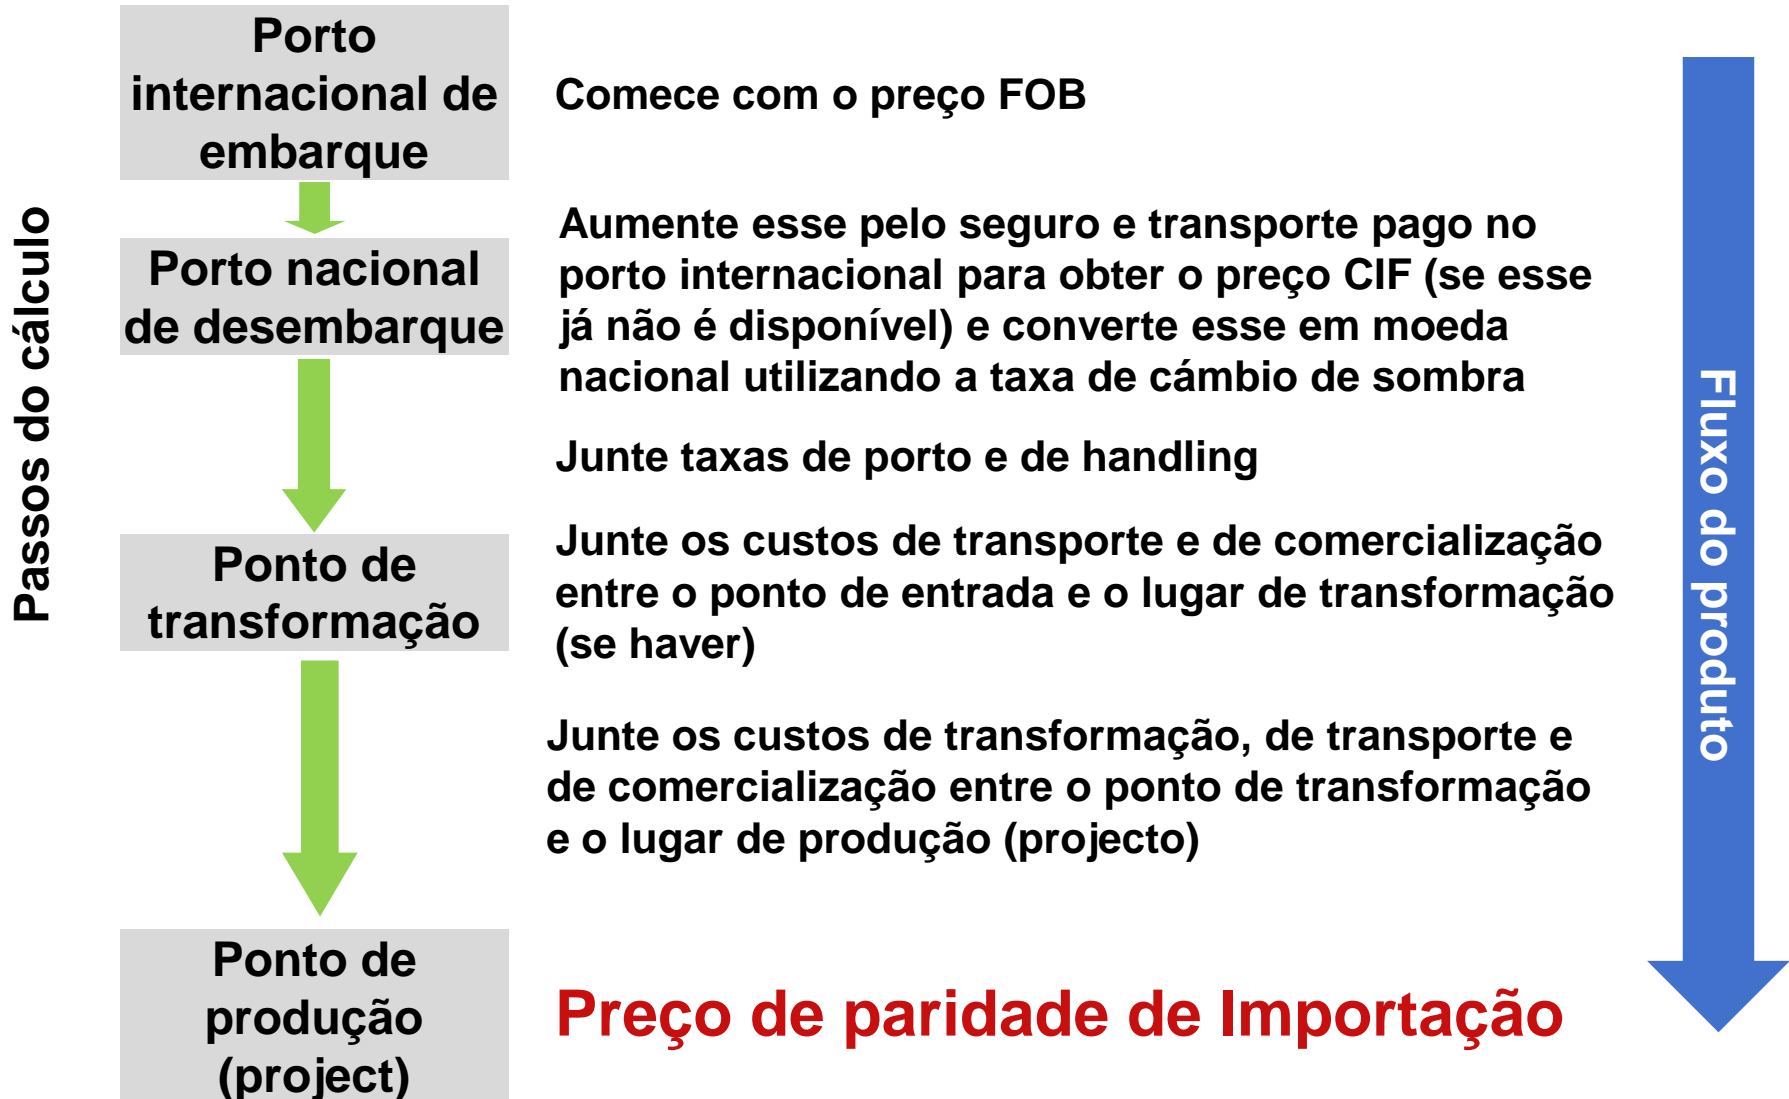 Passos do cálculo
Porto
internacional de
embarque
Comece com o preço FOB
Porto nacional
de desembarque
Aumente esse pelo seguro e transporte pago no
porto internacional para obter o preço CIF (se esse
já não é disponível) e converte esse em moeda
nacional utilizando a taxa de cámbio de sombra
Junte taxas de porto e de handling
Ponto de
transformação
Junte os custos de transporte e de comercialização
entre o ponto de entrada e o lugar de transformação
(se haver)
Junte os custos de transformação, de transporte e
de comercialização entre o ponto de transformação
e o lugar de produção (projecto)
Ponto de
produção
(project)
Preço de paridade de Importação
Fluxo do produto